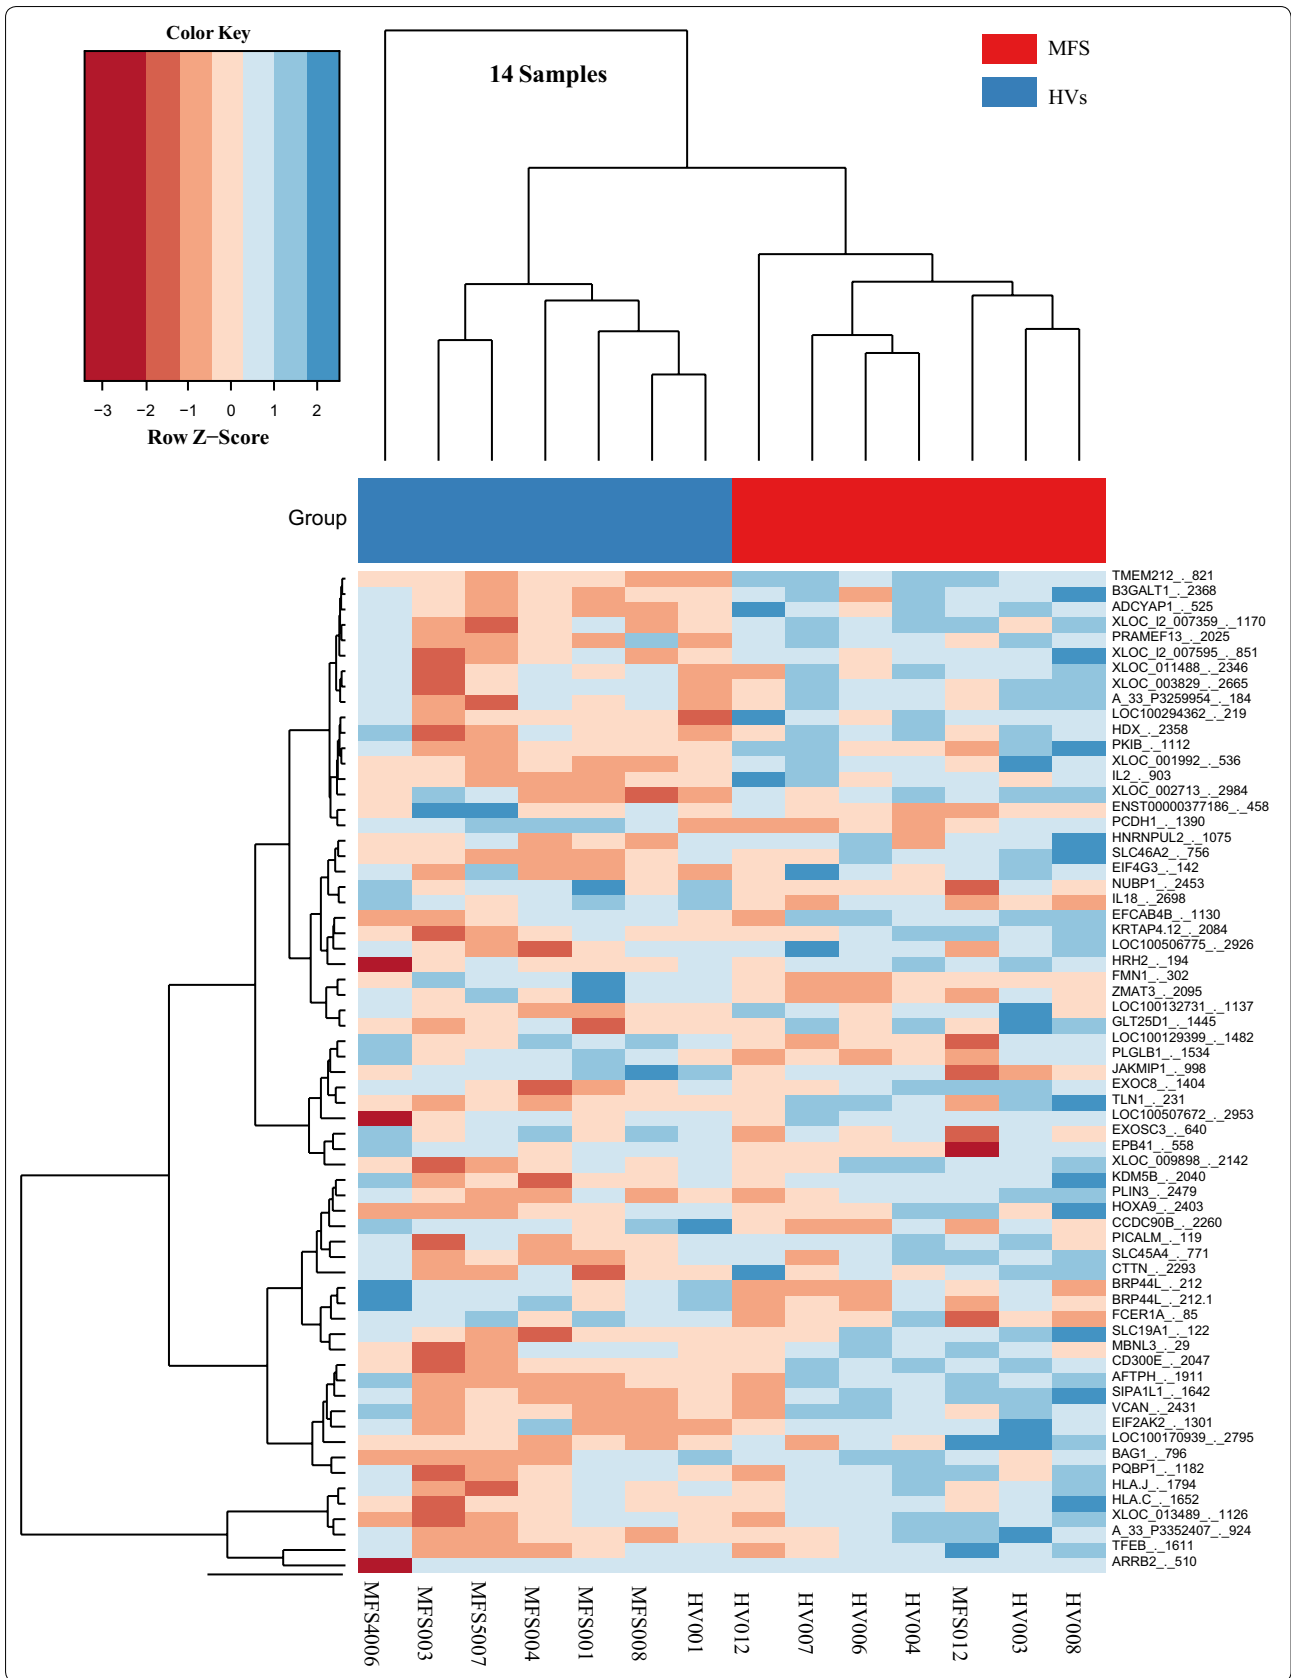 Color Key
14 Samples
MFS
HVs
−3 −2 −1 0 1 2
Row Z−Score
Group
TMEM212_._821
B3GALT1_._2368
ADCYAP1_._525
XLOC_l2_007359_._1170
PRAMEF13_._2025
XLOC_l2_007595_._851
XLOC_011488_._2346
XLOC_003829_._2665
A_33_P3259954_._184
LOC100294362_._219
HDX_._2358
PKIB_._1112
XLOC_001992_._536
IL2_._903
XLOC_002713_._2984
ENST00000377186_._458
PCDH1_._1390
HNRNPUL2_._1075
SLC46A2_._756
EIF4G3_._142
NUBP1_._2453
IL18_._2698
EFCAB4B_._1130
KRTAP4.12_._2084
LOC100506775_._2926
HRH2_._194
FMN1_._302
ZMAT3_._2095
LOC100132731_._1137
GLT25D1_._1445
LOC100129399_._1482
PLGLB1_._1534
JAKMIP1_._998
EXOC8_._1404
TLN1_._231
LOC100507672_._2953
EXOSC3_._640
EPB41_._558
XLOC_009898_._2142
KDM5B_._2040
PLIN3_._2479
HOXA9_._2403
CCDC90B_._2260
PICALM_._119
SLC45A4_._771
CTTN_._2293
BRP44L_._212
BRP44L_._212.1
FCER1A_._85
SLC19A1_._122
MBNL3_._29
CD300E_._2047
AFTPH_._1911
SIPA1L1_._1642
VCAN_._2431
EIF2AK2_._1301
LOC100170939_._2795
BAG1_._796
PQBP1_._1182
HLA.J_._1794
HLA.C_._1652
XLOC_013489_._1126
A_33_P3352407_._924
TFEB_._1611
ARRB2_._510
MFS4006
MFS003
MFS5007
MFS004
MFS001
MFS008
HV001
HV012
HV007
HV006
HV004
MFS012
HV003
HV008